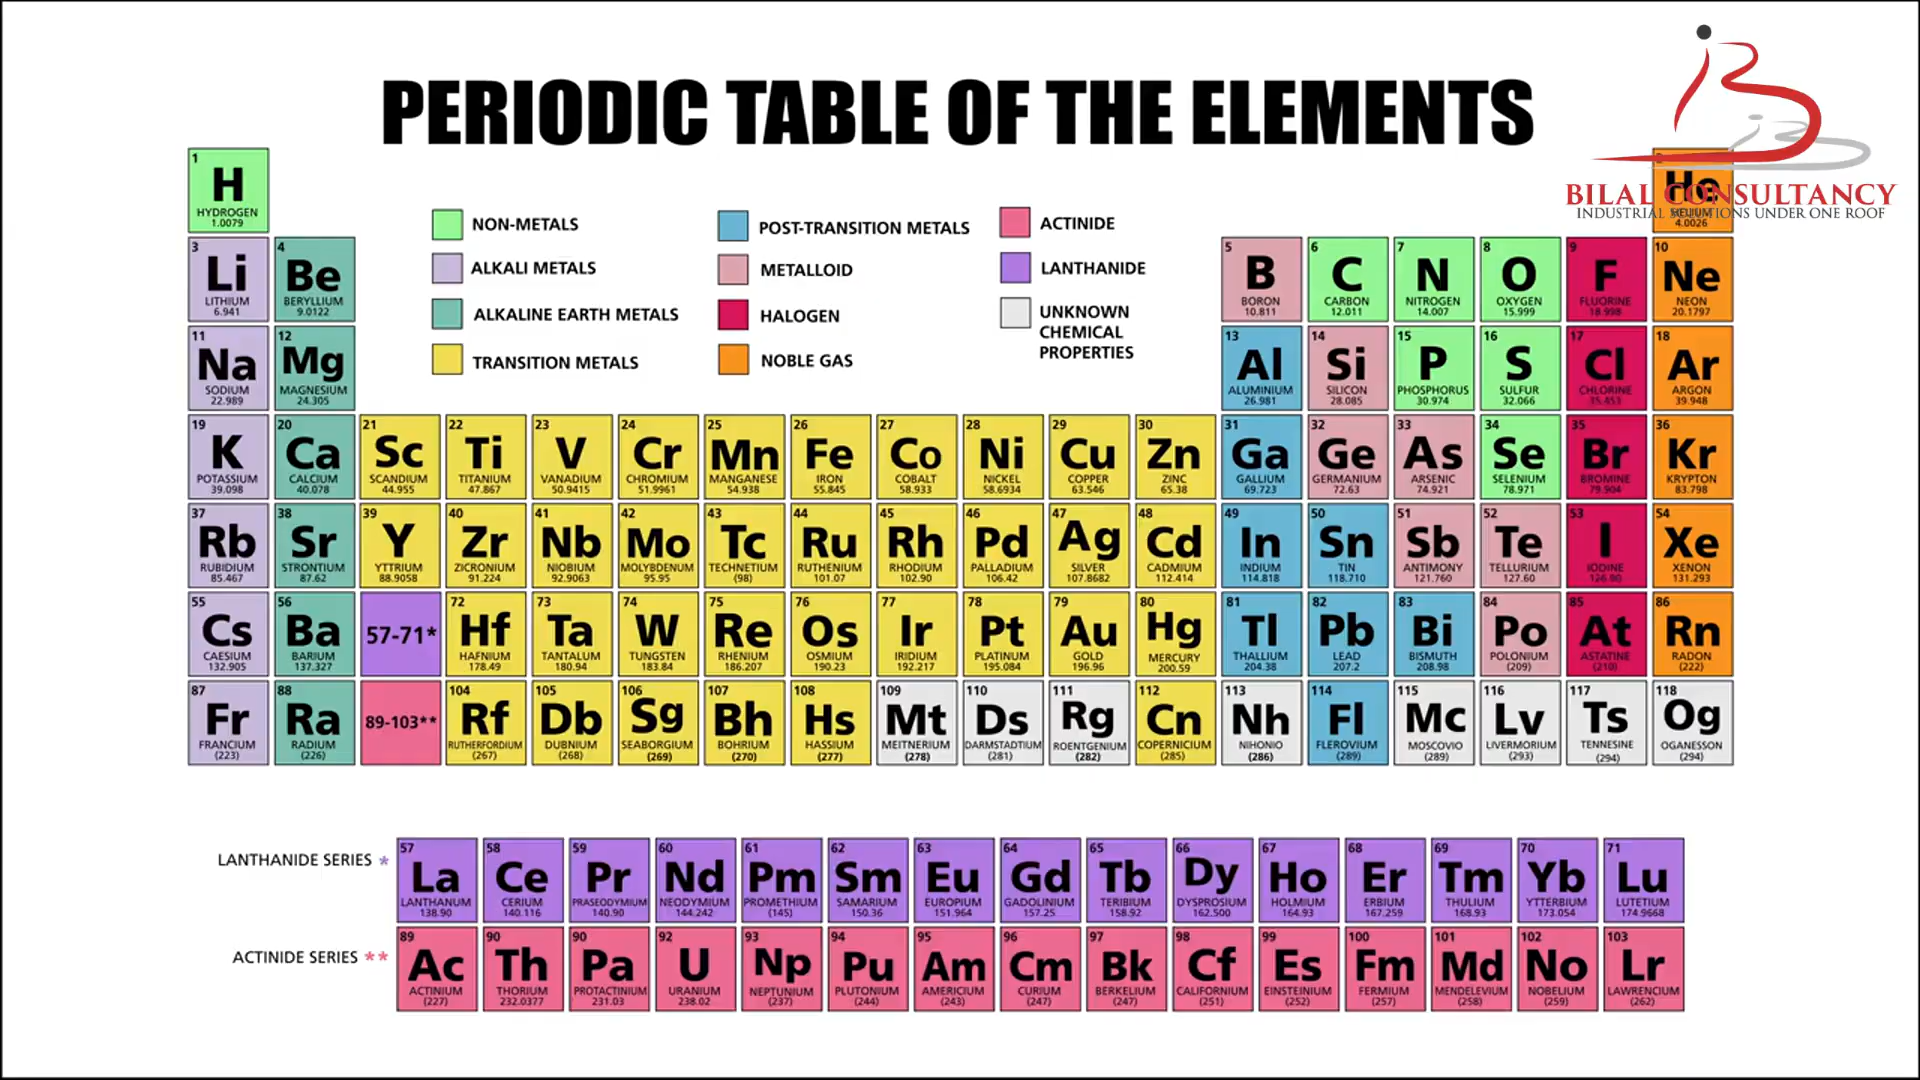 PERIODIC TABLE OF THE ELEMENTS
BILAL CONSULTANCY
INDUSTRIAL SOLUTIONS UNDER ONE ROOF
NON-METALS
ALKALI METALS
ALKALINE EARTH METALS
TRANSITION METALS
POST-TRANSITION METALS
METALLOID
HALOGEN
NOBLE GAS
ACTINIDE
LANTHANIDE
UNKNOWN
CHEMICAL
PROPERTIES
1 H HYDROGEN 1.0079
He 4.0026
3 Li LITHIUM 6.941
4 Be BERYLLIUM 9.0122
5 B BORON 10.811
6 C CARBON 12.011
7 N NITROGEN 14.007
8 O OXYGEN 15.999
9 F FLUORINE 18.998
10 Ne NEON 20.1797
11 Na SODIUM 22.989
12 Mg MAGNESIUM 24.305
13 Al ALUMINIUM 26.981
14 Si SILICON 28.085
15 P PHOSPHORUS 30.974
16 S SULFUR 32.066
17 Cl CHLORINE 35.453
18 Ar ARGON 39.948
19 K POTASSIUM 39.098
20 Ca CALCIUM 40.078
21 Sc SCANDIUM 44.955
22 Ti TITANIUM 47.867
23 V VANADIUM 50.9415
24 Cr CHROMIUM 51.9961
25 Mn MANGANESE 54.938
26 Fe IRON 55.845
27 Co COBALT 58.933
28 Ni NICKEL 58.6934
29 Cu COPPER 63.546
30 Zn ZINC 65.38
31 Ga GALLIUM 69.723
32 Ge GERMANIUM 72.63
33 As ARSENIC 74.921
34 Se SELENIUM 78.971
35 Br BROMINE 79.904
36 Kr KRYPTON 83.798
37 Rb RUBIDIUM 85.467
38 Sr STRONTIUM 87.62
39 Y YTTRIUM 88.9058
40 Zr ZICRONIUM 91.224
41 Nb NIOBIUM 92.9063
42 Mo MOLYBDENUM 95.95
43 Tc TECHNETIUM (98)
44 Ru RUTHENIUM 101.07
45 Rh RHODIUM 102.90
46 Pd PALLADIUM 106.42
47 Ag SILVER 107.8682
48 Cd CADMIUM 112.414
49 In INDIUM 114.818
50 Sn TIN 118.710
51 Sb ANTIMONY 121.760
52 Te TELLURIUM 127.60
53 I IODINE 126.90
54 Xe XENON 131.293
55 Cs CAESIUM 132.905
56 Ba BARIUM 137.327
57-71*
72 Hf HAFNIUM 178.49
73 Ta TANTALUM 180.94
74 W TUNGSTEN 183.84
75 Re RHENIUM 186.207
76 Os OSMIUM 190.23
77 Ir IRIDIUM 192.217
78 Pt PLATINUM 195.084
79 Au GOLD 196.96
80 Hg MERCURY 200.59
81 Tl THALLIUM 204.38
82 Pb LEAD 207.2
83 Bi BISMUTH 208.98
84 Po POLONIUM (209)
85 At ASTATINE (210)
86 Rn RADON (222)
87 Fr FRANCIUM (223)
88 Ra RADIUM (226)
89-103**
104 Rf RUTHERFORDIUM (267)
105 Db DUBNIUM (268)
106 Sg SEABORGIUM (269)
107 Bh BOHRIUM (270)
108 Hs HASSIUM (277)
109 Mt MEITNERIUM (278)
110 Ds DARMSTADTIUM (281)
111 Rg ROENTGENIUM (282)
112 Cn COPERNICIUM (285)
113 Nh NIHONIO (286)
114 Fl FLEROVIUM (289)
115 Mc MOSCOVIO (289)
116 Lv LIVERMORIUM (293)
117 Ts TENNESINE (294)
118 Og OGANESSON (294)
LANTHANIDE SERIES *
57 La LANTHANUM 138.90
58 Ce CERIUM 140.116
59 Pr PRASEODYMIUM 140.90
60 Nd NEODYMIUM 144.242
61 Pm PROMETHIUM (145)
62 Sm SAMARIUM 150.36
63 Eu EUROPIUM 151.964
64 Gd GADOLINIUM 157.25
65 Tb TERIBIUM 158.92
66 Dy DYSPROSIUM 162.500
67 Ho HOLMIUM 164.93
68 Er ERBIUM 167.259
69 Tm THULIUM 168.93
70 Yb YTTERBIUM 173.054
71 Lu LUTETIUM 174.9668
ACTINIDE SERIES **
89 Ac ACTINIUM (227)
90 Th THORIUM 232.0377
90 Pa PROTACTINIUM 231.03
92 U URANIUM 238.02
93 Np NEPTUNIUM (237)
94 Pu PLUTONIUM (244)
95 Am AMERICIUM (243)
96 Cm CURIUM (247)
97 Bk BERKELIUM (247)
98 Cf CALIFORNIUM (251)
99 Es EINSTEINIUM (252)
100 Fm FERMIUM (257)
101 Md MENDELEVIUM (258)
102 No NOBELIUM (259)
103 Lr LAWRENCIUM (262)